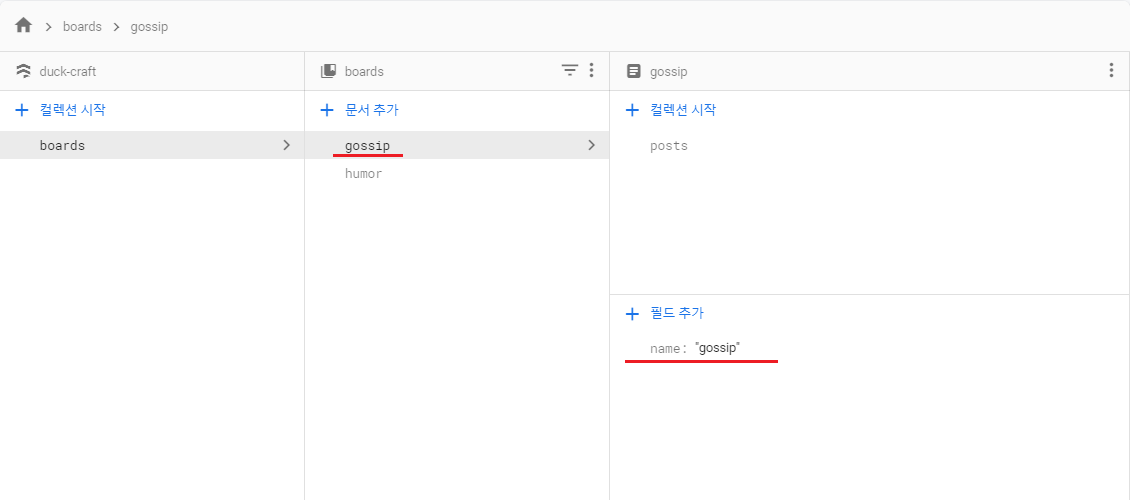 boards > gossip
duck-craft
컬렉션 시작
boards
boards
문서 추가
gossip
humor
gossip
컬렉션 시작
posts
필드 추가
name: "gossip"